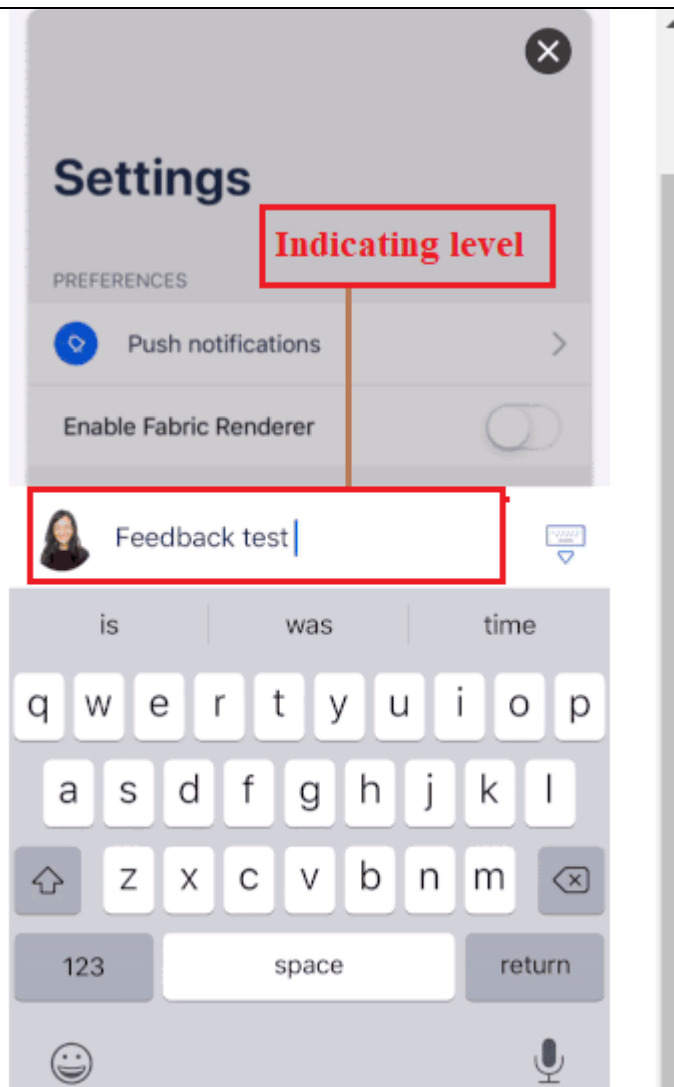 Settings
Indicating level
PREFERENCES
Push notifications
Enable Fabric Renderer
Feedback test
is was time
q w e r t y u i o p
a s d f g h j k l
z x c v b n m
123 space return